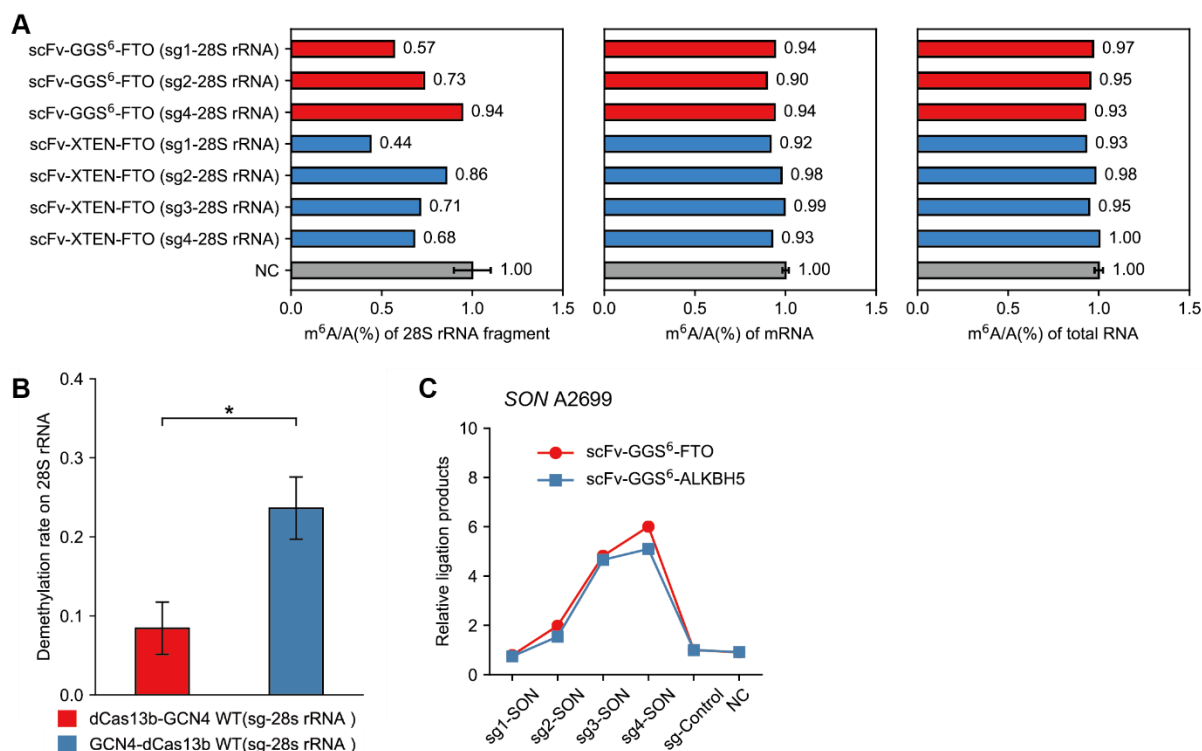 A
scFv-GGS⁶-FTO (sg1-28S rRNA)
scFv-GGS⁶-FTO (sg2-28S rRNA)
scFv-GGS⁶-FTO (sg4-28S rRNA)
scFv-XTEN-FTO (sg1-28S rRNA)
scFv-XTEN-FTO (sg2-28S rRNA)
scFv-XTEN-FTO (sg3-28S rRNA)
scFv-XTEN-FTO (sg4-28S rRNA)
NC
0.57
0.73
0.94
0.44
0.86
0.71
0.68
1.00
0.0 0.5 1.0 1.5
m⁶A/A(%) of 28S rRNA fragment
0.94
0.90
0.94
0.92
0.98
0.99
0.93
1.00
0.0 0.5 1.0 1.5
m⁶A/A(%) of mRNA
0.97
0.95
0.93
0.93
0.98
0.95
1.00
1.00
0.0 0.5 1.0 1.5
m⁶A/A(%) of total RNA
B
Demethylation rate on 28S rRNA
0.4
0.3
0.2
0.1
0.0
*
dCas13b-GCN4 WT(sg-28s rRNA )
GCN4-dCas13b WT(sg-28s rRNA )
C
SON A2699
Relative ligation products
10
8
6
4
2
0
scFv-GGS⁶-FTO
scFv-GGS⁶-ALKBH5
sg1-SON
sg2-SON
sg3-SON
sg4-SON
sg-Control
NC